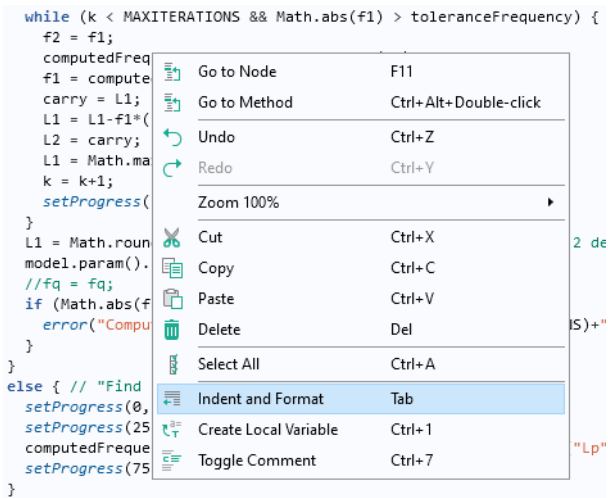 while (k < MAXITERATIONS && Math.abs(f1) > toleranceFrequency) {
f2 = f1;
computedFreq
f1 = compute
carry = L1;
L1 = L1-f1*(
L2 = carry;
L1 = Math.ma
k = k+1;
setProgress(
}
L1 = Math.roun 2 de
model.param().
//fq = fq;
if (Math.abs(f
error("Compu IS)+"
}
}
else { // "Find
setProgress(0,
setProgress(25
computedFreque "Lp"
setProgress(75
}
Go to Node F11
Go to Method Ctrl+Alt+Double-click
Undo Ctrl+Z
Redo Ctrl+Y
Zoom 100%
Cut Ctrl+X
Copy Ctrl+C
Paste Ctrl+V
Delete Del
Select All Ctrl+A
Indent and Format Tab
Create Local Variable Ctrl+1
Toggle Comment Ctrl+7